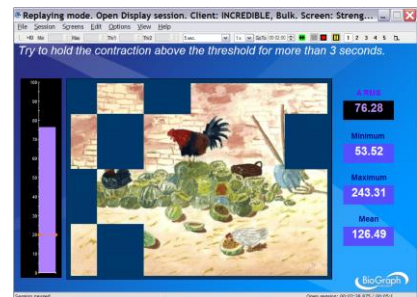 Replaying mode. Open Display session. Client: INCREDIBLE, Bulk. Screen: Streng...
File Session Screens Edit Options View Help
Try to hold the contraction above the threshold for more than 3 seconds.
A RMS
76.28
Minimum
53.52
Maximum
243.31
Mean
126.49
BioGraph
Session paused